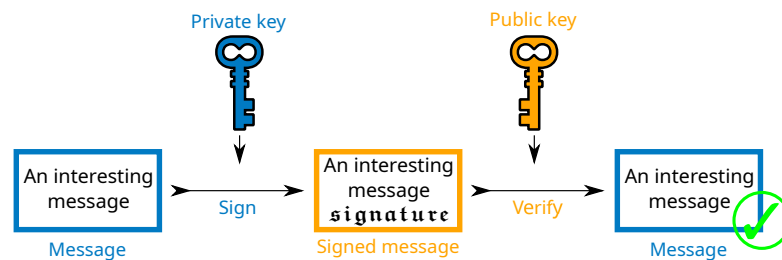 Private key
Public key
An interesting
message
Sign
An interesting
message
signature
Verify
An interesting
message
Message
Signed message
Message